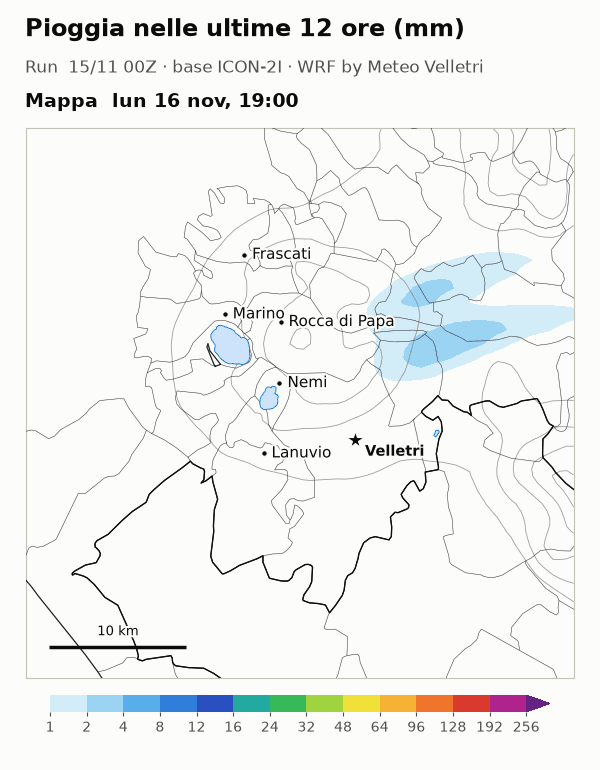 Pioggia nelle ultime 12 ore (mm)
Run  15/11 00Z · base ICON-2I · WRF by Meteo Velletri
Mappa  lun 16 nov, 19:00
Frascati
Marino
Rocca di Papa
Nemi
Velletri
Lanuvio
10 km
1 2 4 8 12 16 24 32 48 64 96 128 192 256